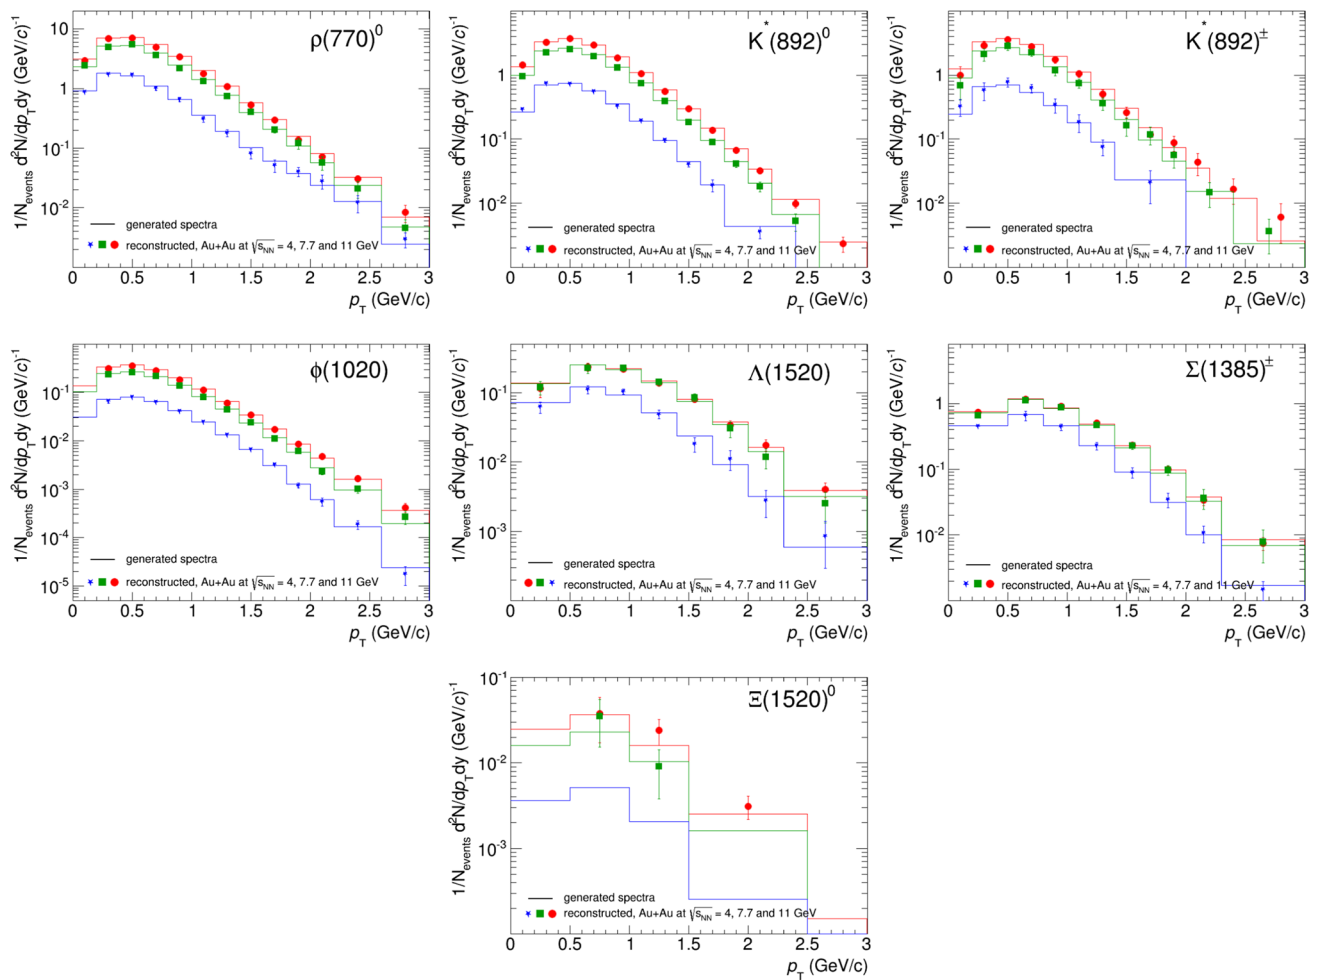 1/N_events d²N/dp_T dy (GeV/c)⁻¹
10
1
10⁻¹
10⁻²
ρ(770)⁰
generated spectra
reconstructed, Au+Au at √s_NN = 4, 7.7 and 11 GeV
0 0.5 1 1.5 2 2.5 3
p_T (GeV/c)
1/N_events d²N/dp_T dy (GeV/c)⁻¹
1
10⁻¹
10⁻²
K*(892)⁰
generated spectra
reconstructed, Au+Au at √s_NN = 4, 7.7 and 11 GeV
0 0.5 1 1.5 2 2.5 3
p_T (GeV/c)
1/N_events d²N/dp_T dy (GeV/c)⁻¹
1
10⁻¹
10⁻²
K*(892)±
generated spectra
reconstructed, Au+Au at √s_NN = 4, 7.7 and 11 GeV
0 0.5 1 1.5 2 2.5 3
p_T (GeV/c)
1/N_events d²N/dp_T dy (GeV/c)⁻¹
10⁻¹
10⁻²
10⁻³
10⁻⁴
10⁻⁵
ϕ(1020)
generated spectra
reconstructed, Au+Au at √s_NN = 4, 7.7 and 11 GeV
0 0.5 1 1.5 2 2.5 3
p_T (GeV/c)
1/N_events d²N/dp_T dy (GeV/c)⁻¹
10⁻¹
10⁻²
10⁻³
Λ(1520)
generated spectra
reconstructed, Au+Au at √s_NN = 4, 7.7 and 11 GeV
0 0.5 1 1.5 2 2.5 3
p_T (GeV/c)
1/N_events d²N/dp_T dy (GeV/c)⁻¹
1
10⁻¹
10⁻²
Σ(1385)±
generated spectra
reconstructed, Au+Au at √s_NN = 4, 7.7 and 11 GeV
0 0.5 1 1.5 2 2.5 3
p_T (GeV/c)
1/N_events d²N/dp_T dy (GeV/c)⁻¹
10⁻¹
10⁻²
10⁻³
Ξ(1520)⁰
generated spectra
reconstructed, Au+Au at √s_NN = 4, 7.7 and 11 GeV
0 0.5 1 1.5 2 2.5 3
p_T (GeV/c)